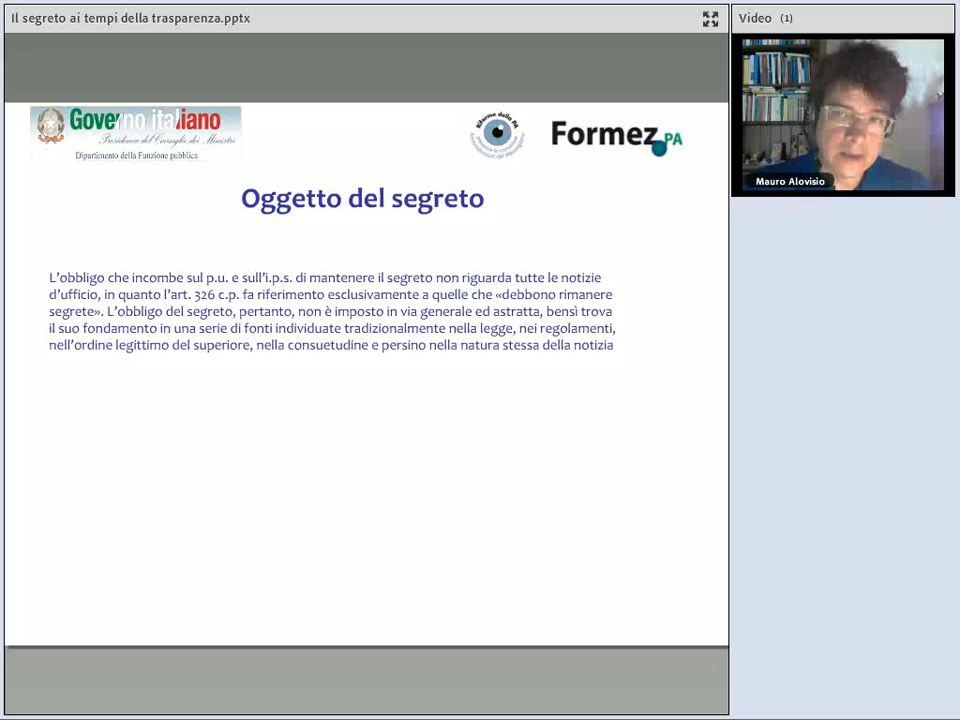 Il segreto ai tempi della trasparenza.pptx
Video (1)
Governo italiano
Presidenza del Consiglio dei Ministri
Dipartimento della Funzione pubblica
Riforma della PA
Formez PA
Mauro Alovisio
Oggetto del segreto
L’obbligo che incombe sul p.u. e sull’i.p.s. di mantenere il segreto non riguarda tutte le notizie
d’ufficio, in quanto l’art. 326 c.p. fa riferimento esclusivamente a quelle che «debbono rimanere
segrete». L’obbligo del segreto, pertanto, non è imposto in via generale ed astratta, bensì trova
il suo fondamento in una serie di fonti individuate tradizionalmente nella legge, nei regolamenti,
nell’ordine legittimo del superiore, nella consuetudine e persino nella natura stessa della notizia